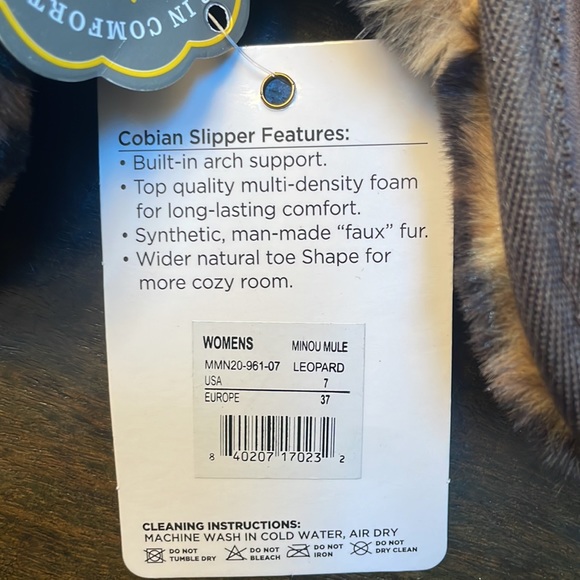 IN COMFORT
Cobian Slipper Features:
• Built-in arch support.
• Top quality multi-density foam
for long-lasting comfort.
• Synthetic, man-made “faux” fur.
• Wider natural toe Shape for
more cozy room.
WOMENS MINOU MULE
MMN20-961-07 LEOPARD
USA 7
EUROPE 37
8 40207 17023 2
CLEANING INSTRUCTIONS:
MACHINE WASH IN COLD WATER, AIR DRY
DO NOT TUMBLE DRY DO NOT BLEACH DO NOT IRON DO NOT DRY CLEAN